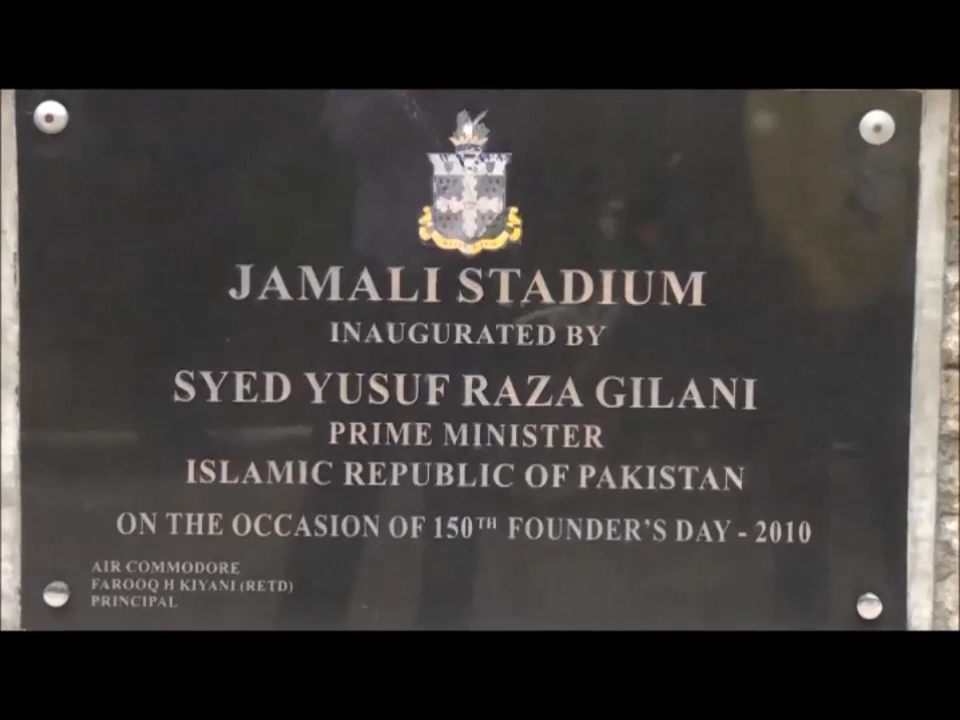 JAMALI STADIUM
INAUGURATED BY
SYED YUSUF RAZA GILANI
PRIME MINISTER
ISLAMIC REPUBLIC OF PAKISTAN
ON THE OCCASION OF 150TH FOUNDER'S DAY - 2010
AIR COMMODORE
FAROOQ H KIYANI (RETD)
PRINCIPAL